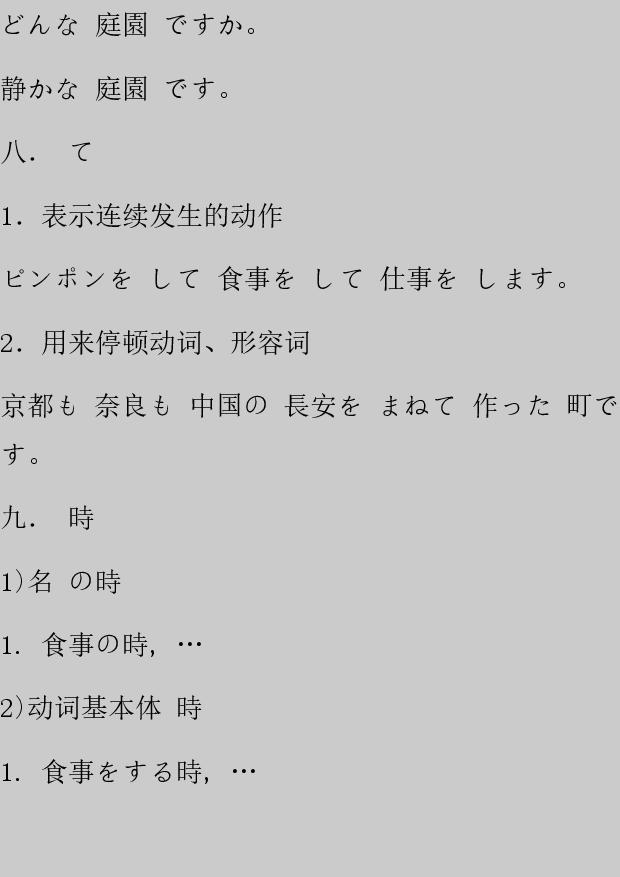 どんな 庭園 ですか。
静かな 庭園 です。
八． て
1．表示连续发生的动作
ピンポンを して 食事を して 仕事を します。
2．用来停顿动词、形容词
京都も 奈良も 中国の 長安を まねて 作った 町で
す。
九． 時
1)名 の時
1. 食事の時，…
2)动词基本体 時
1. 食事をする時，…